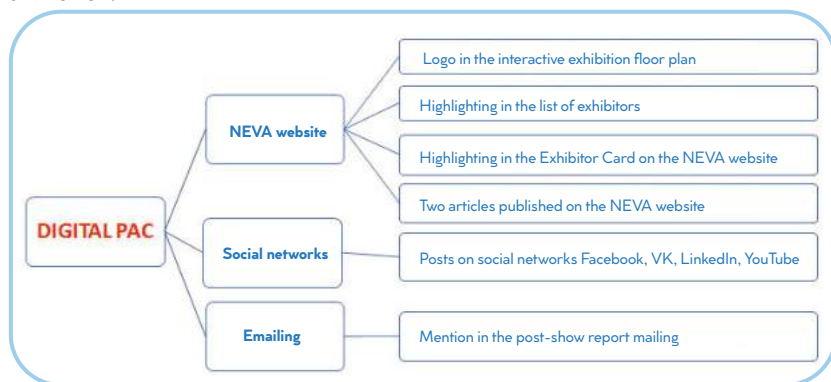 Logo in the interactive exhibition floor plan
Highlighting in the list of exhibitors
NEVA website
Highlighting in the Exhibitor Card on the NEVA website
Two articles published on the NEVA website
DIGITAL PAC
Social networks
Posts on social networks Facebook, VK, LinkedIn, YouTube
Emailing
Mention in the post-show report mailing